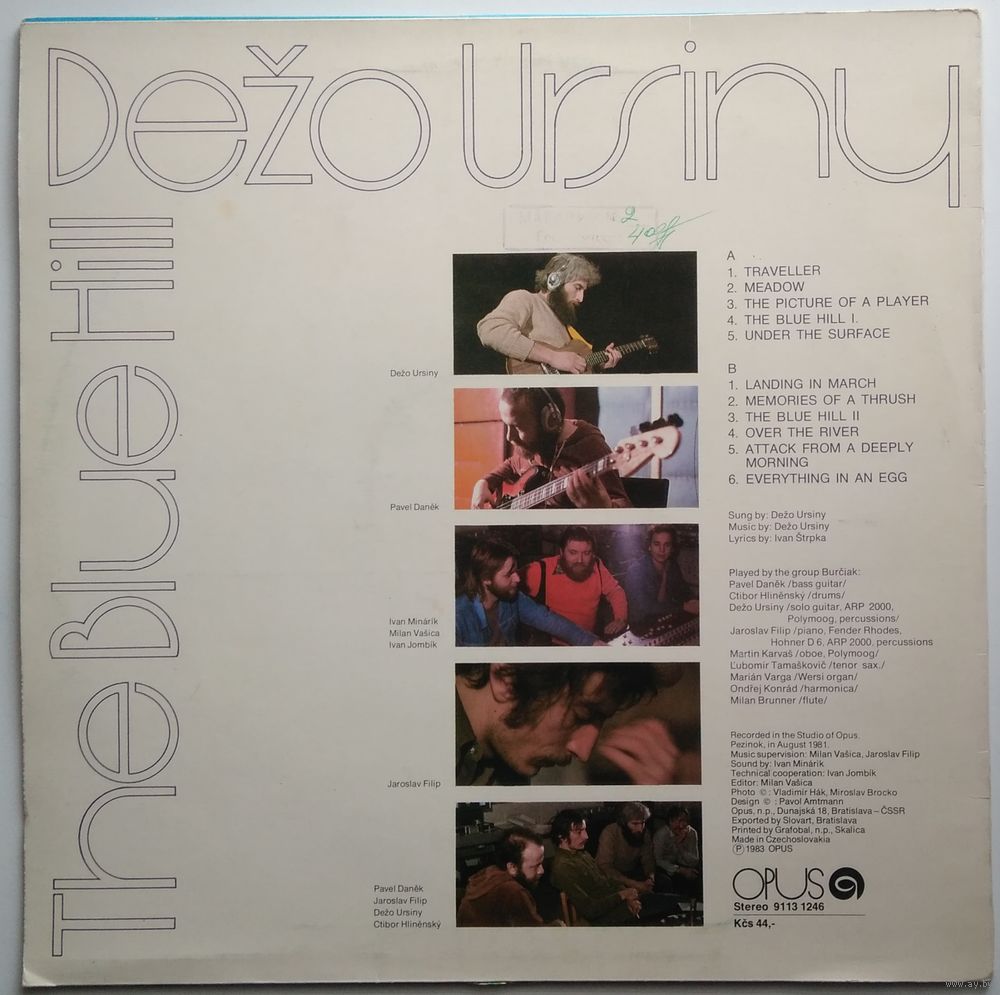 Dežo Ursiny
The Blue Hill
2
40
Dežo Ursiny
Pavel Daněk
Ivan Minárik
Milan Vašica
Ivan Jombík
Jaroslav Filip
Pavel Daněk
Jaroslav Filip
Dežo Ursiny
Ctibor Hliněnský
A
1. TRAVELLER
2. MEADOW
3. THE PICTURE OF A PLAYER
4. THE BLUE HILL I.
5. UNDER THE SURFACE
B
1. LANDING IN MARCH
2. MEMORIES OF A THRUSH
3. THE BLUE HILL II
4. OVER THE RIVER
5. ATTACK FROM A DEEPLY
MORNING
6. EVERYTHING IN AN EGG
Sung by: Dežo Ursiny
Music by: Dežo Ursiny
Lyrics by: Ivan Štrpka
Played by the group Burčiak:
Pavel Daněk /bass guitar/
Ctibor Hliněnský /drums/
Dežo Ursiny /solo guitar, ARP 2000,
Polymoog, percussions/
Jaroslav Filip /piano, Fender Rhodes,
Hohner D 6, ARP 2000, percussions
Martin Karvaš /oboe, Polymoog/
Ľubomír Tamaškovič /tenor sax./
Marián Varga /Wersi organ/
Ondřej Konrád /harmonica/
Milan Brunner /flute/
Recorded in the Studio of Opus.
Pezinok, in August 1981.
Music supervision: Milan Vašica, Jaroslav Filip
Sound by: Ivan Minárik
Technical cooperation: Ivan Jombík
Editor: Milan Vašica
Photo © : Vladimír Hák, Miroslav Brocko
Design © : Pavol Amtmann
Opus, n.p., Dunajská 18, Bratislava – ČSSR
Exported by Slovart, Bratislava
Printed by Grafobal, n.p., Skalica
Made in Czechoslovakia
℗ 1983 OPUS
OPUS
Stereo 9113 1246
Kčs 44,-
www.ay.by